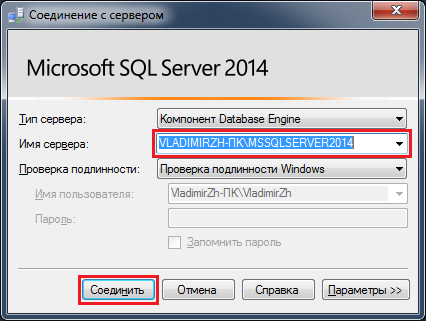 Соединение с сервером
Microsoft SQL Server 2014
Тип сервера: Компонент Database Engine
Имя сервера: VLADIMIRZH-ПК\MSSQLSERVER2014
Проверка подлинности: Проверка подлинности Windows
Имя пользователя: VladimirZh-ПК\VladimirZh
Пароль:
Запомнить пароль
Соединить Отмена Справка Параметры >>